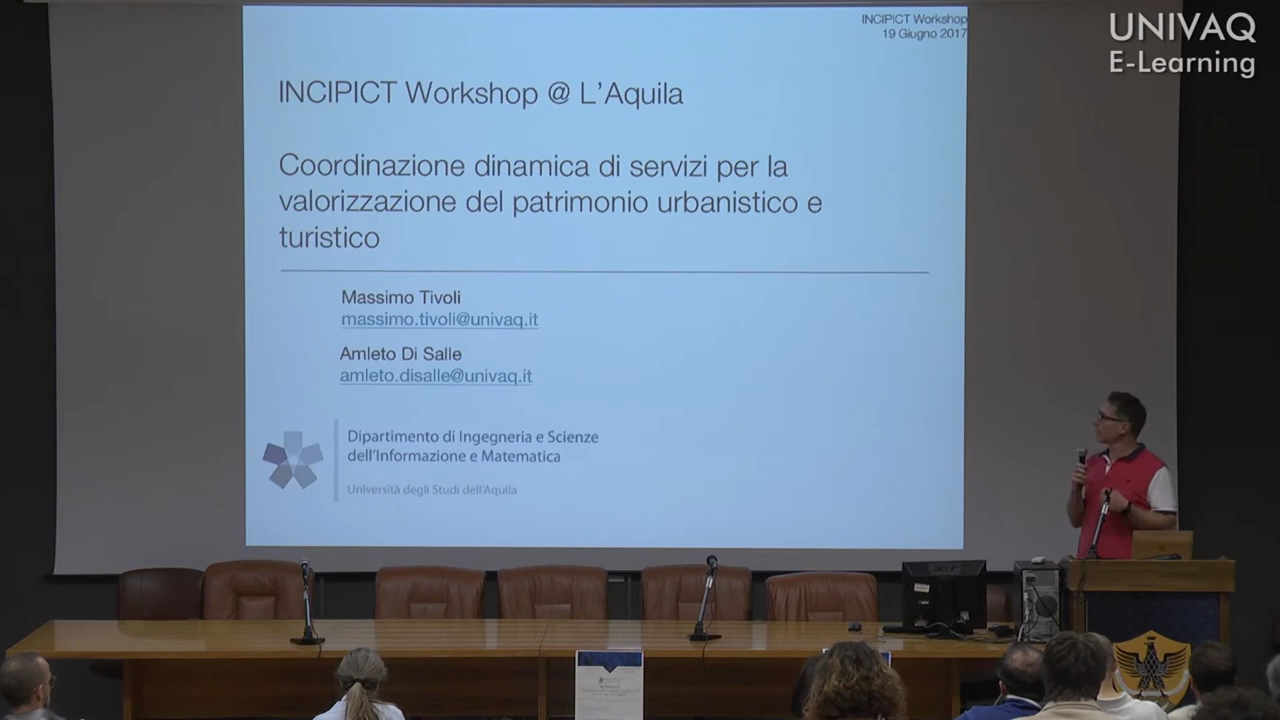 INCIPICT Workshop
19 Giugno 2017
UNIVAQ
E-Learning
INCIPICT Workshop @ L'Aquila
Coordinazione dinamica di servizi per la
valorizzazione del patrimonio urbanistico e
turistico
Massimo Tivoli
massimo.tivoli@univaq.it
Amleto Di Salle
amleto.disalle@univaq.it
Dipartimento di Ingegneria e Scienze
dell'Informazione e Matematica
Università degli Studi dell'Aquila
acer